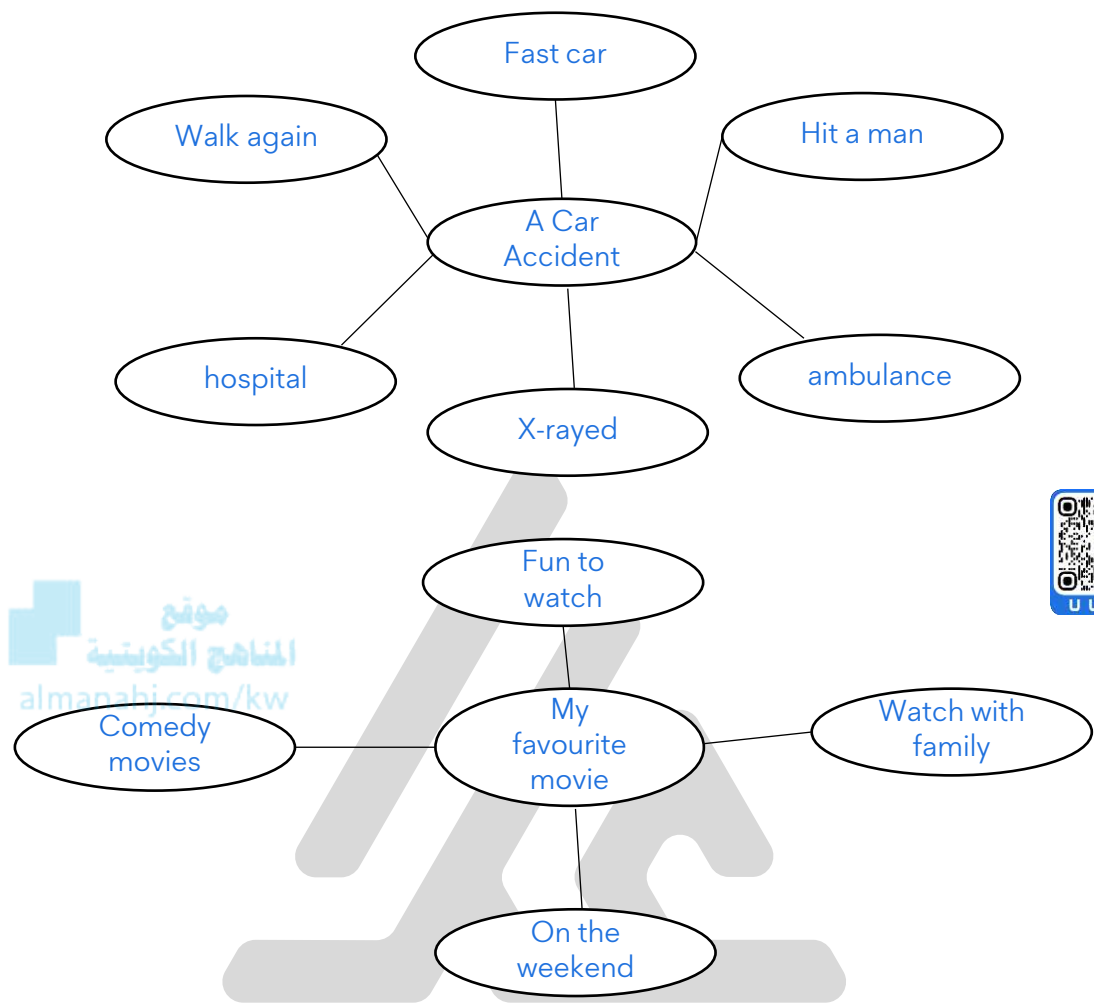 Fast car
Walk again
Hit a man
A Car
Accident
hospital
ambulance
X-rayed
Fun to
watch
موقع
المناهج الكويتية
almanahj.com/kw
Comedy
movies
My
favourite
movie
Watch with
family
On the
weekend